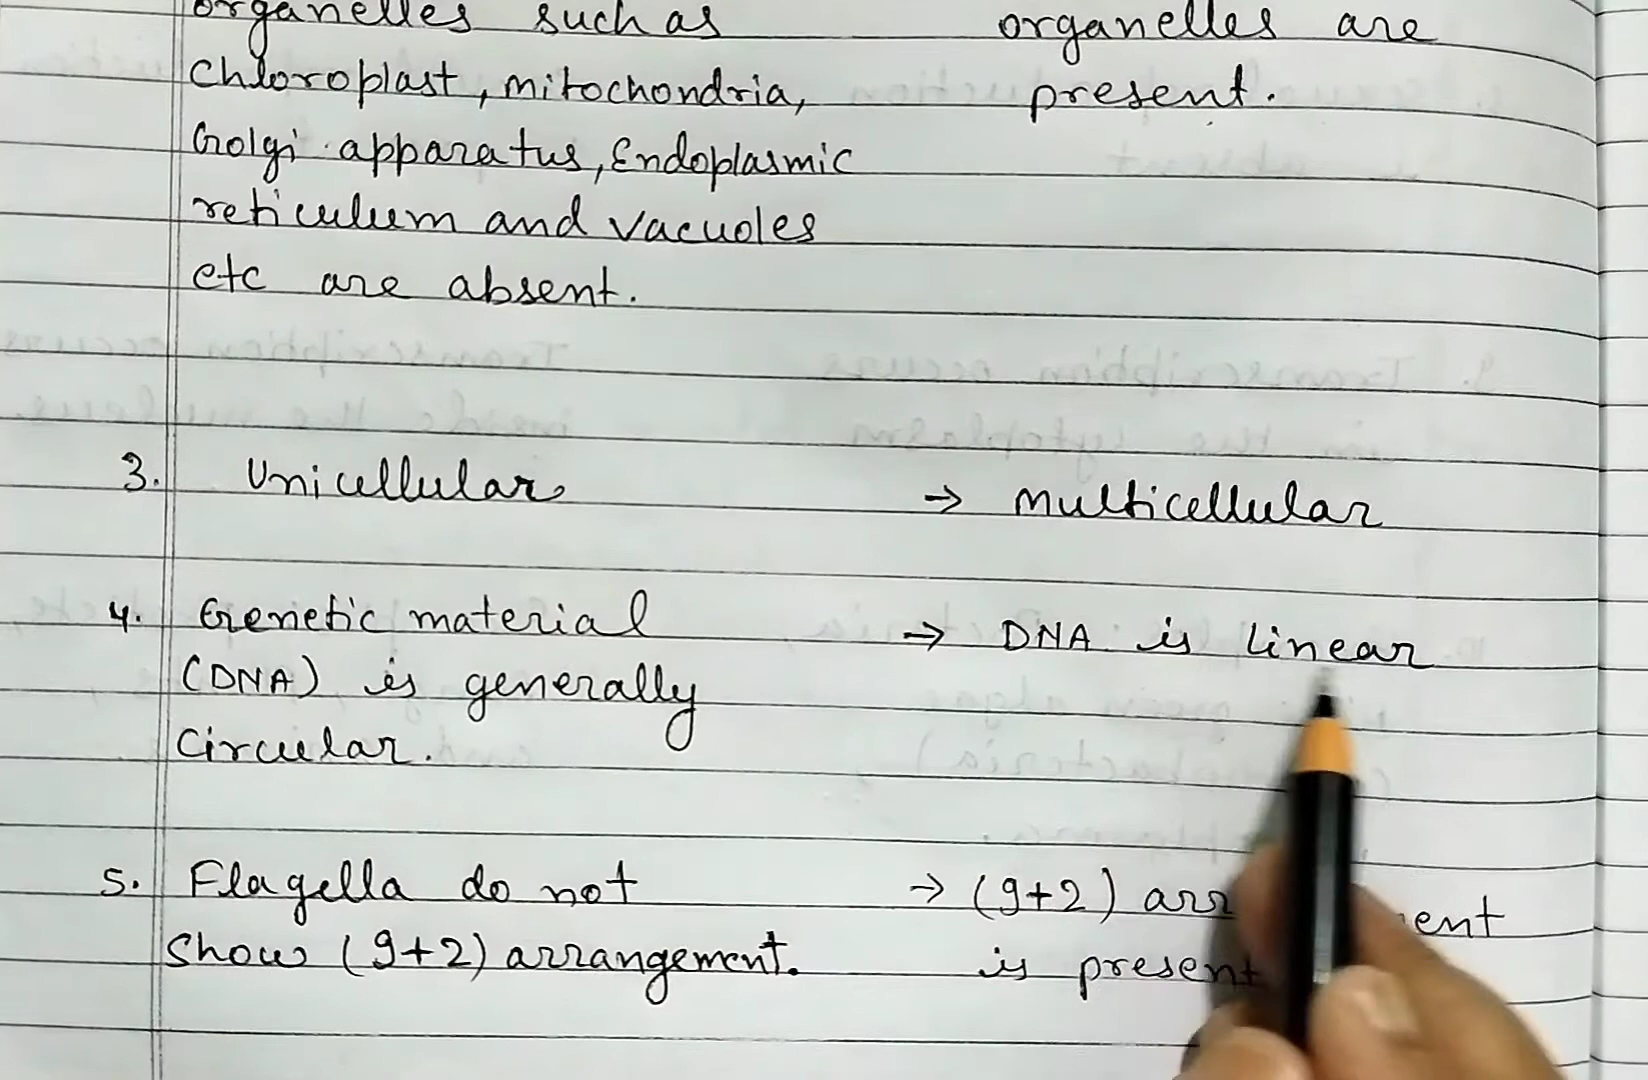 organelles such as
Chloroplast, mitochondria,
Golgi apparatus, Endoplasmic
reticulum and vacuoles
etc are absent.
organelles are
present.
3. Unicellular
→ multicellular
4. Genetic material
(DNA) is generally
Circular.
→ DNA is linear
5. Flagella do not
Show (9+2) arrangement.
→ (9+2) arr ent
is present